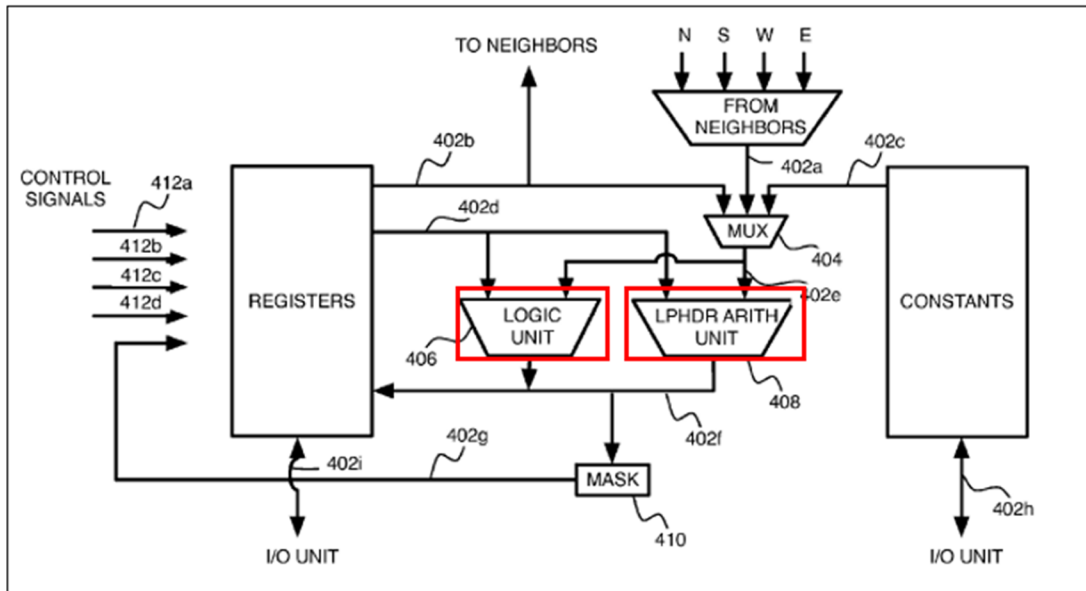 N S W E
TO NEIGHBORS
FROM
NEIGHBORS
402b
402a
402c
CONTROL
SIGNALS
412a
402d
MUX
404
412b
412c
412d
REGISTERS
402e
CONSTANTS
LOGIC
UNIT
LPHDR ARITH
UNIT
406
408
402f
402g
402i
MASK
410
402h
I/O UNIT
I/O UNIT